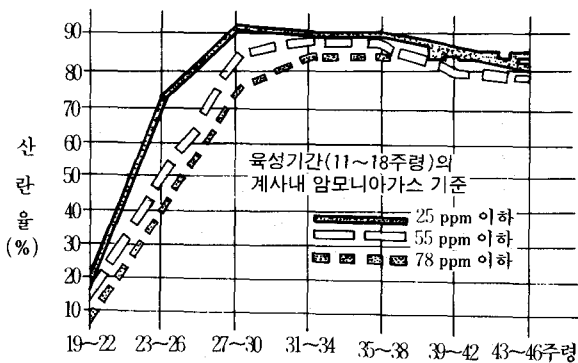 90
80
70
60
50
40
30
20
10
산
란
율
(%)
육성기간(11~18주령)의
계사내 암모니아가스 기준
25 ppm 이하
55 ppm 이하
78 ppm 이하
19~22 23~26 27~30 31~34 35~38 39~42 43~46주령